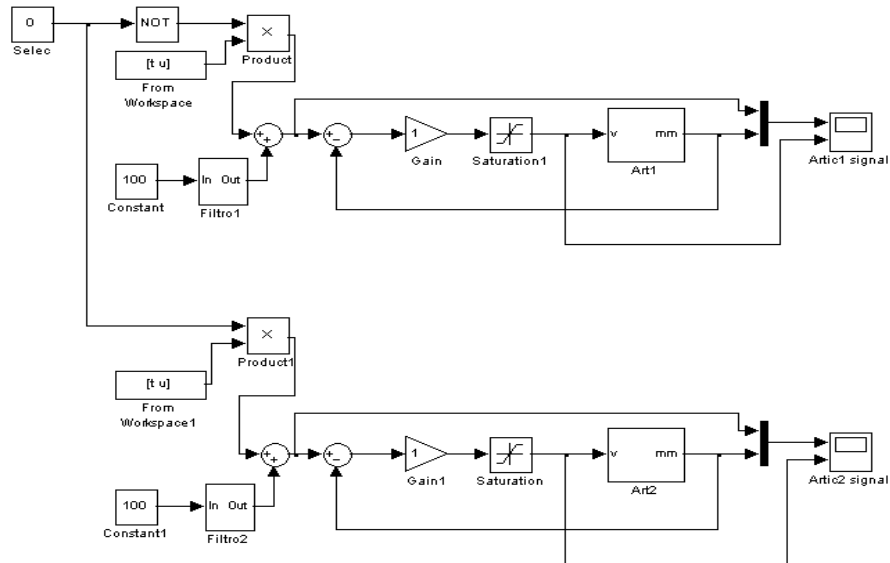 0
Selec
NOT
×
Product
[t u]
From
Workspace
+
+
+
−
1
Gain
Saturation1
v mm
Art1
Artic1 signal
100
Constant
In Out
Filtro1
×
Product1
[t u]
From
Workspace1
+
+
+
−
1
Gain1
Saturation
v mm
Art2
Artic2 signal
100
Constant1
In Out
Filtro2